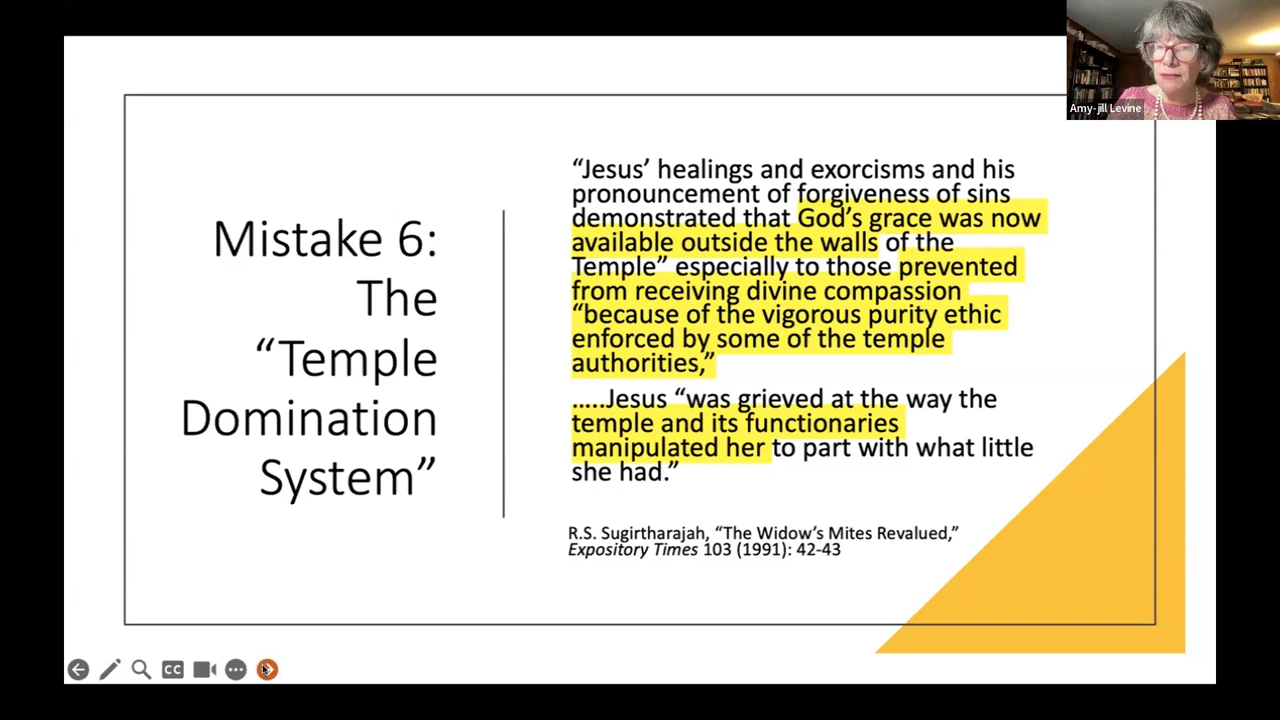 Amy-jill Levine
Mistake 6:
The
“Temple
Domination
System”
“Jesus’ healings and exorcisms and his
pronouncement of forgiveness of sins
demonstrated that God’s grace was now
available outside the walls of the
Temple” especially to those prevented
from receiving divine compassion
“because of the vigorous purity ethic
enforced by some of the temple
authorities,”
.....Jesus “was grieved at the way the
temple and its functionaries
manipulated her to part with what little
she had.”
R.S. Sugirtharajah, “The Widow’s Mites Revalued,”
Expository Times 103 (1991): 42-43
CC